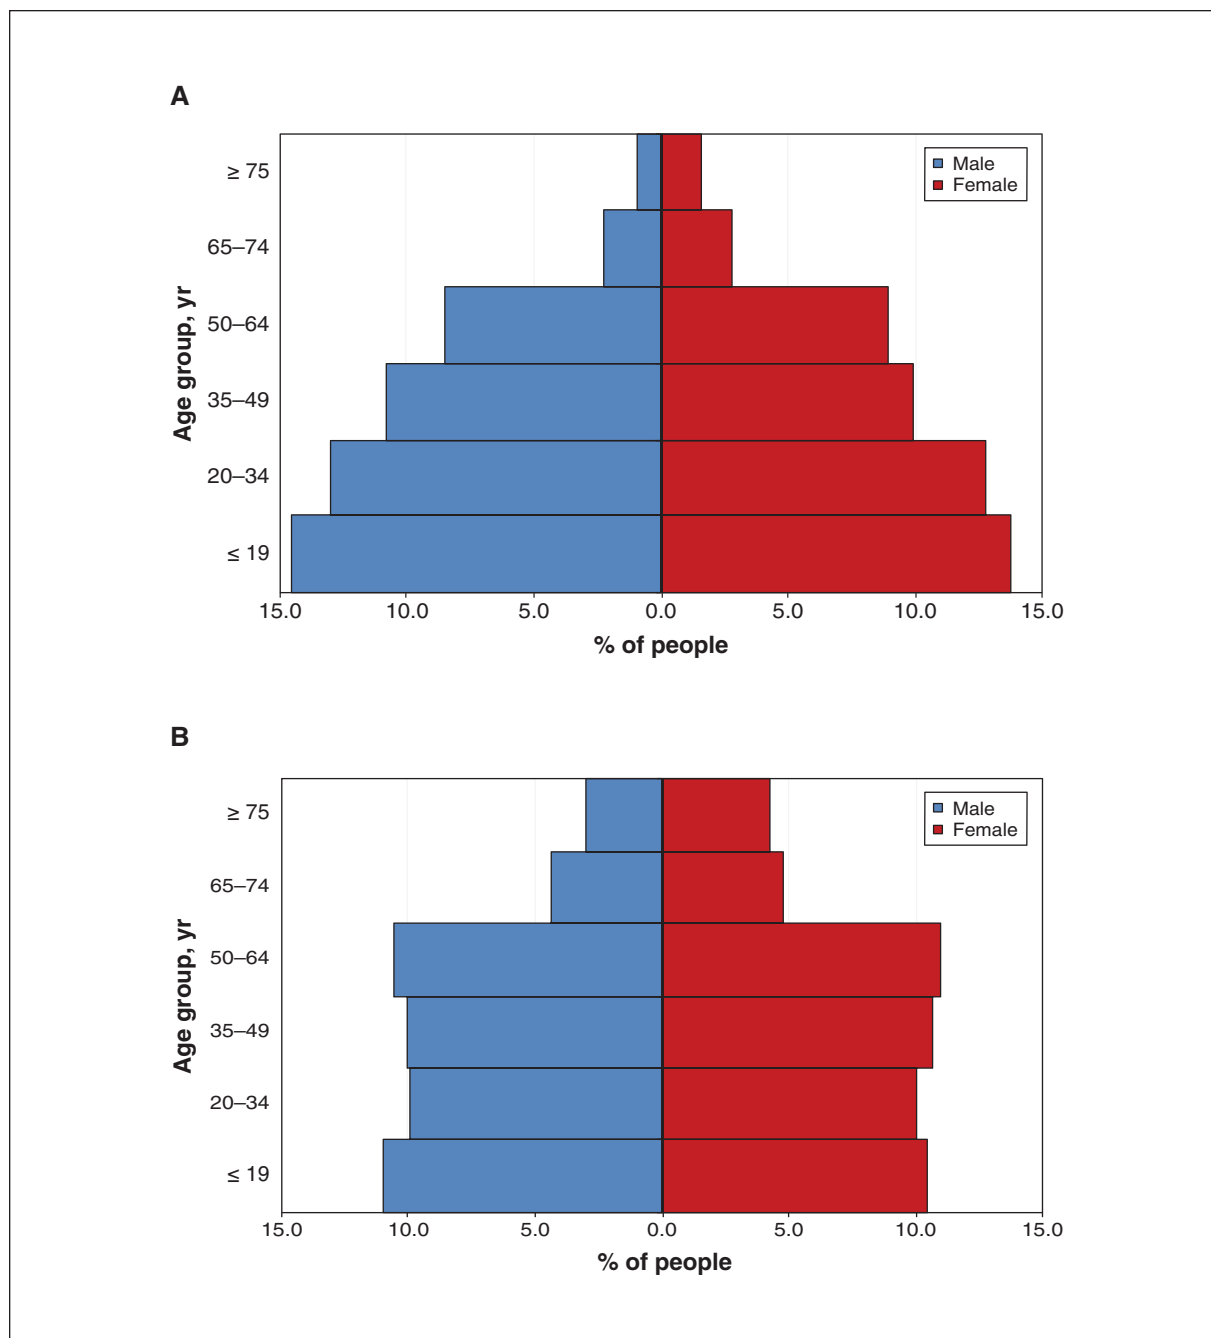 A
≥ 75
65–74
50–64
35–49
20–34
≤ 19
Age group, yr
Male
Female
15.0 10.0 5.0 0.0 5.0 10.0 15.0
% of people
B
≥ 75
65–74
50–64
35–49
20–34
≤ 19
Age group, yr
Male
Female
15.0 10.0 5.0 0.0 5.0 10.0 15.0
% of people